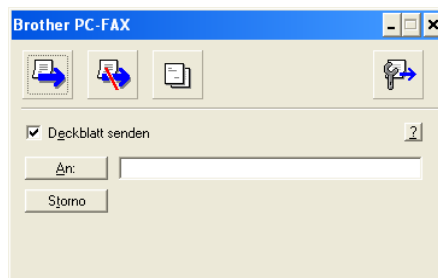 Brother PC-FAX
Deckblatt senden
?
An:
Storno